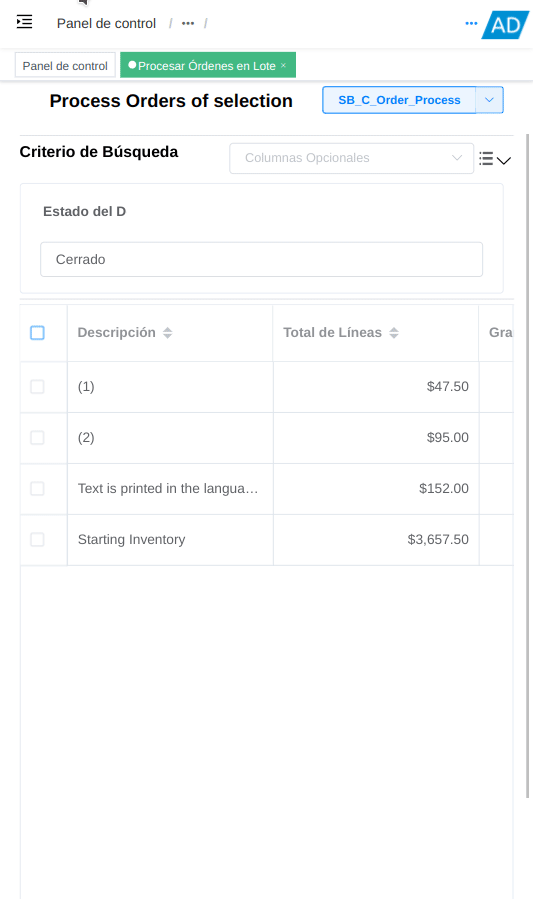 Panel de control / ••• /
••• AD
Panel de control
Procesar Órdenes en Lote ×
Process Orders of selection
SB_C_Order_Process
Criterio de Búsqueda
Columnas Opcionales
Estado del D
Cerrado
Descripción Total de Líneas Gra
(1) $47.50
(2) $95.00
Text is printed in the langua… $152.00
Starting Inventory $3,657.50